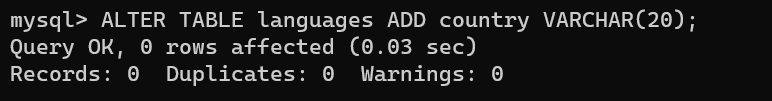 mysql> ALTER TABLE languages ADD country VARCHAR(20);
Query OK, 0 rows affected (0.03 sec)
Records: 0  Duplicates: 0  Warnings: 0